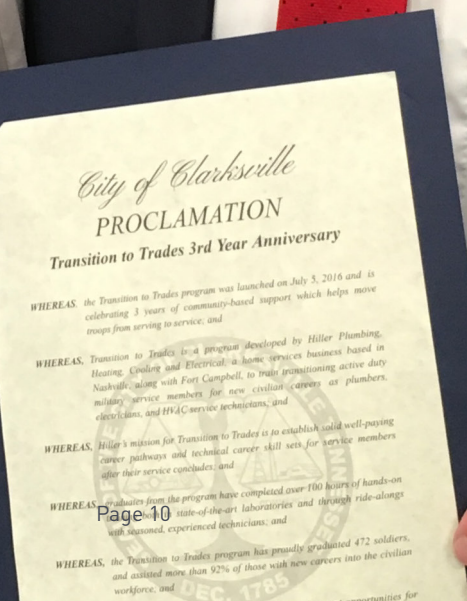 City of Clarksville
PROCLAMATION
Transition to Trades 3rd Year Anniversary
WHEREAS, the Transition to Trades program was launched on July 5, 2016 and is
celebrating 3 years of community-based support which helps move
troops from serving to service; and
WHEREAS, Transition to Trades is a program developed by Hiller Plumbing,
Heating, Cooling and Electrical, a home services business based in
Nashville, along with Fort Campbell, to train transitioning active duty
military service members for new civilian careers as plumbers,
electricians, and HVAC service technicians; and
WHEREAS, Hiller's mission for Transition to Trades is to establish solid well-paying
career pathways and technical career skill sets for service members
after their service concludes; and
WHEREAS, graduates from the program have completed over 100 hours of hands-on
both state-of-the-art laboratories and through ride-alongs
Page 10
with seasoned, experienced technicians; and
WHEREAS, the Transition to Trades program has proudly graduated 472 soldiers,
and assisted more than 92% of those with new careers into the civilian
workforce, and
DEC. 1785
opportunities for